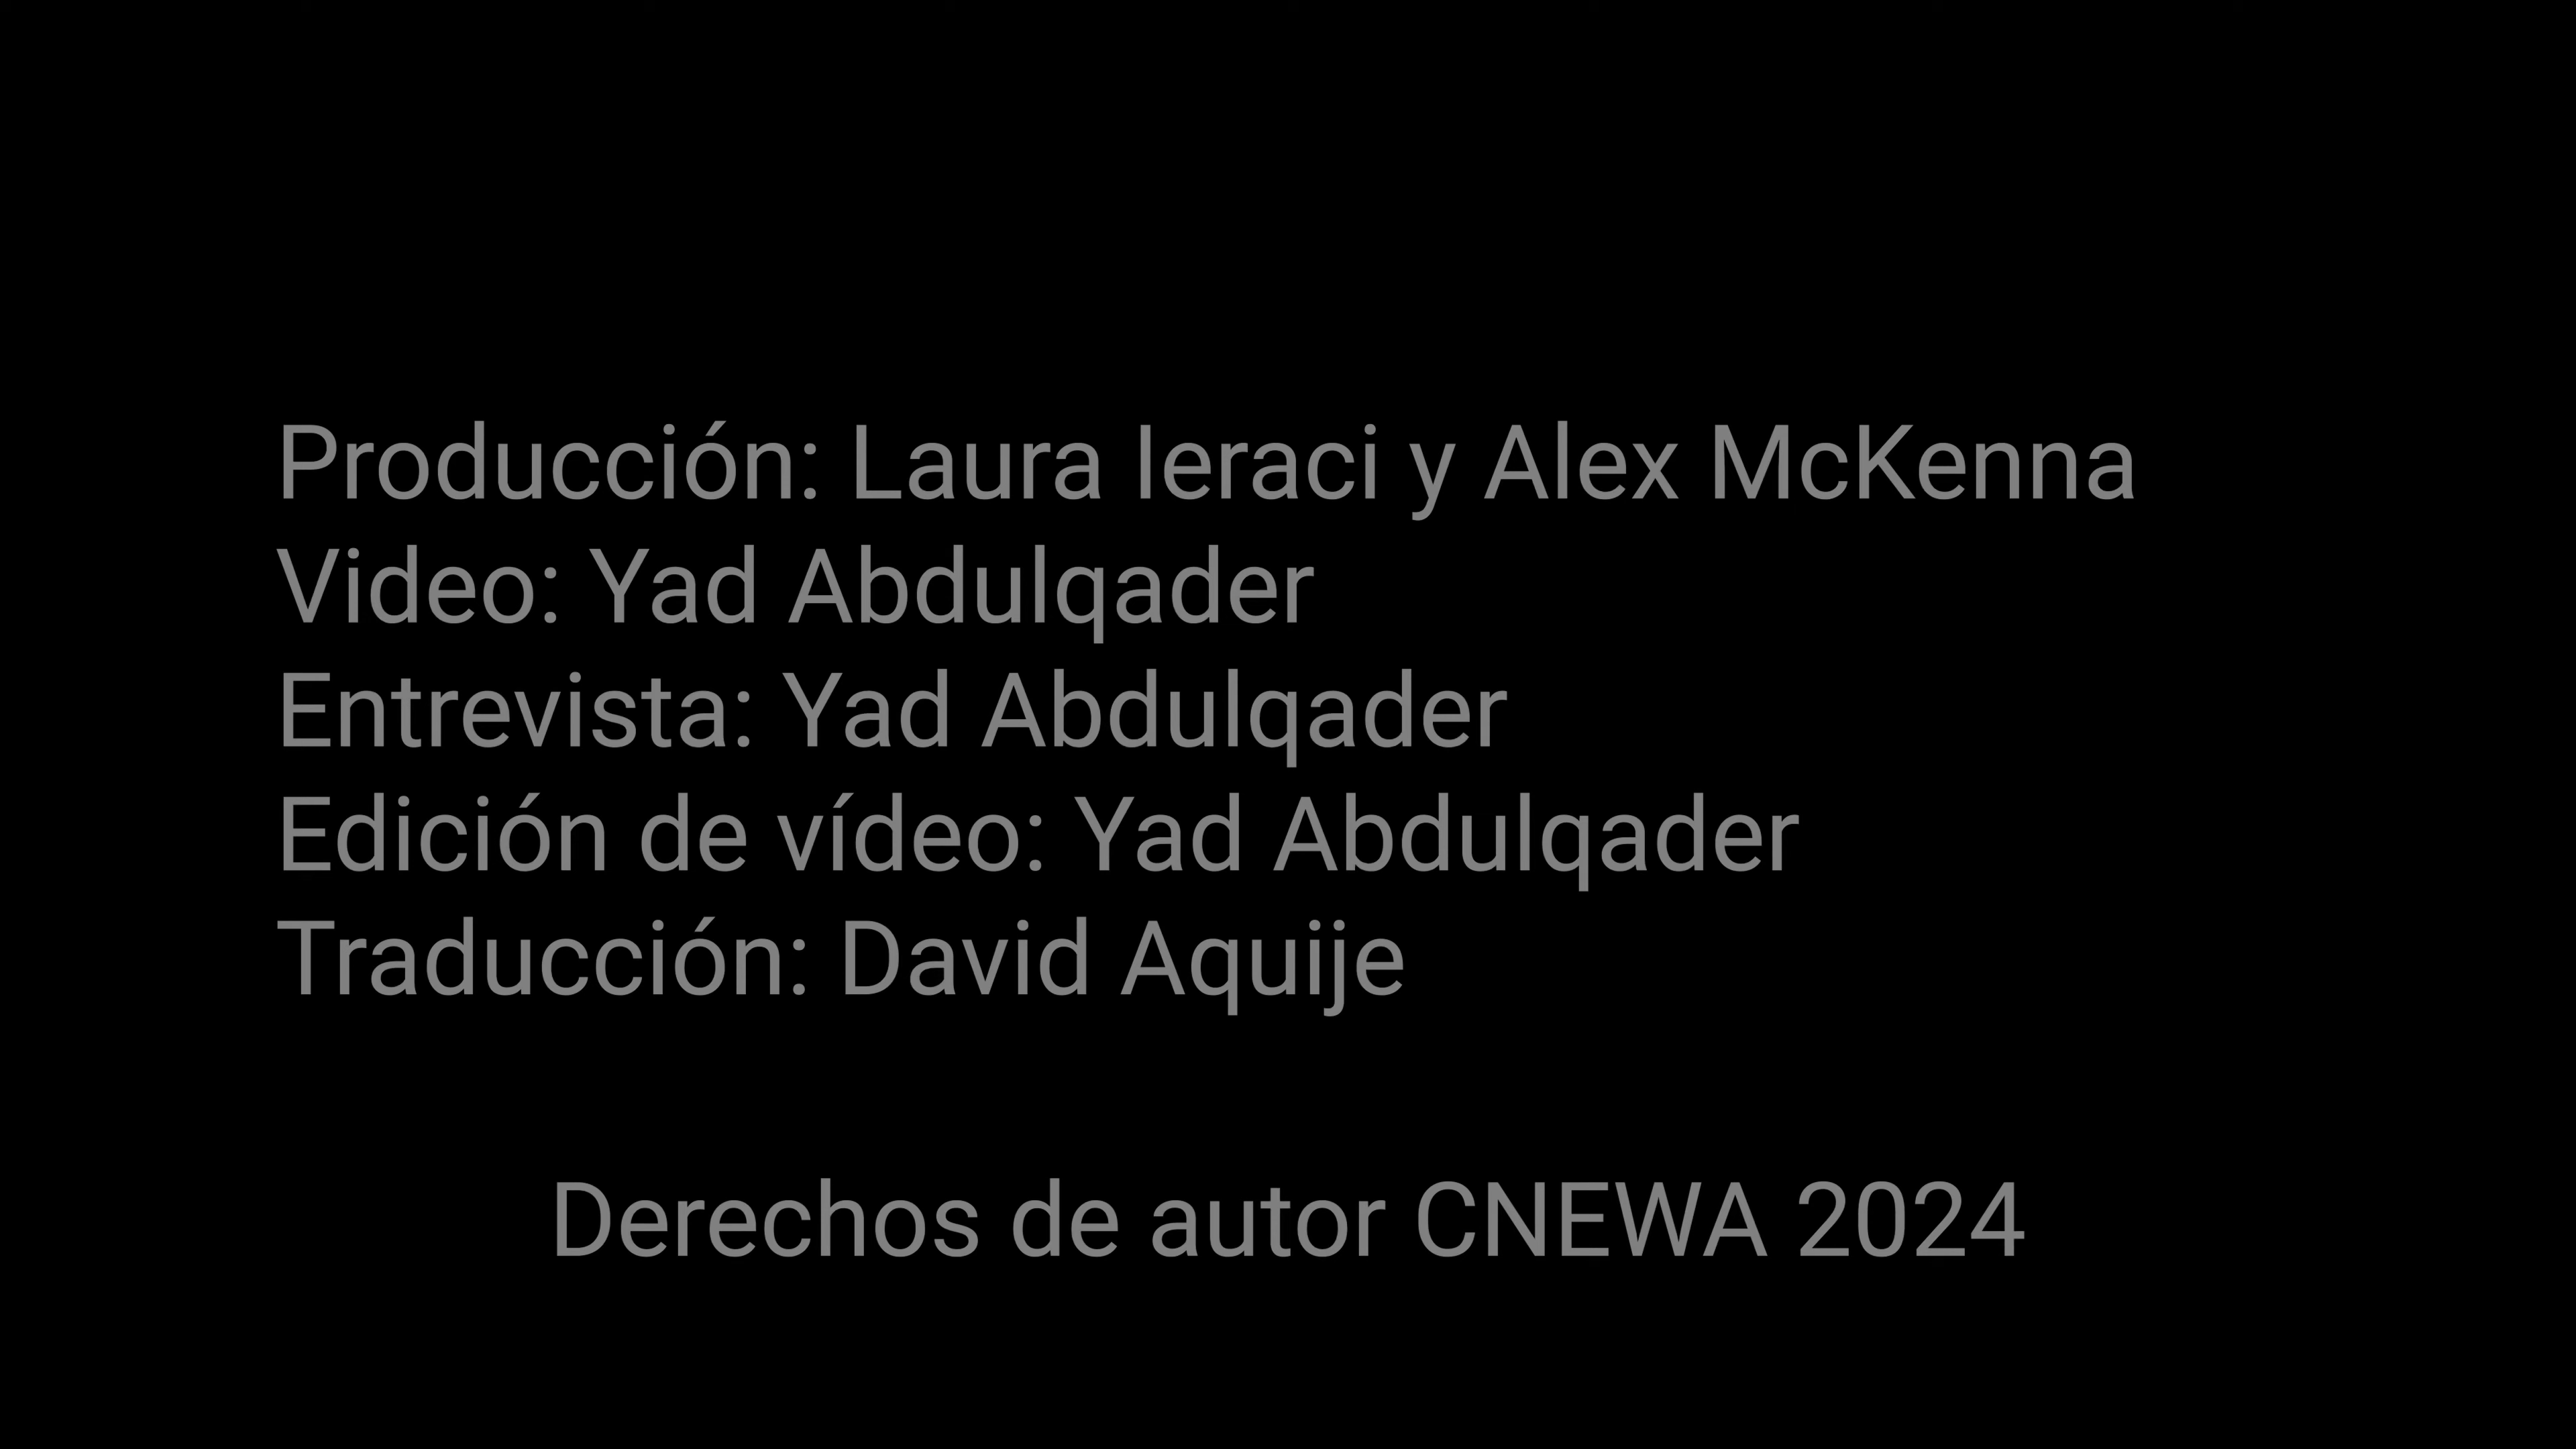 Producción: Laura Ieraci y Alex McKenna
Video: Yad Abdulqader
Entrevista: Yad Abdulqader
Edición de vídeo: Yad Abdulqader
Traducción: David Aquije
Derechos de autor CNEWA 2024